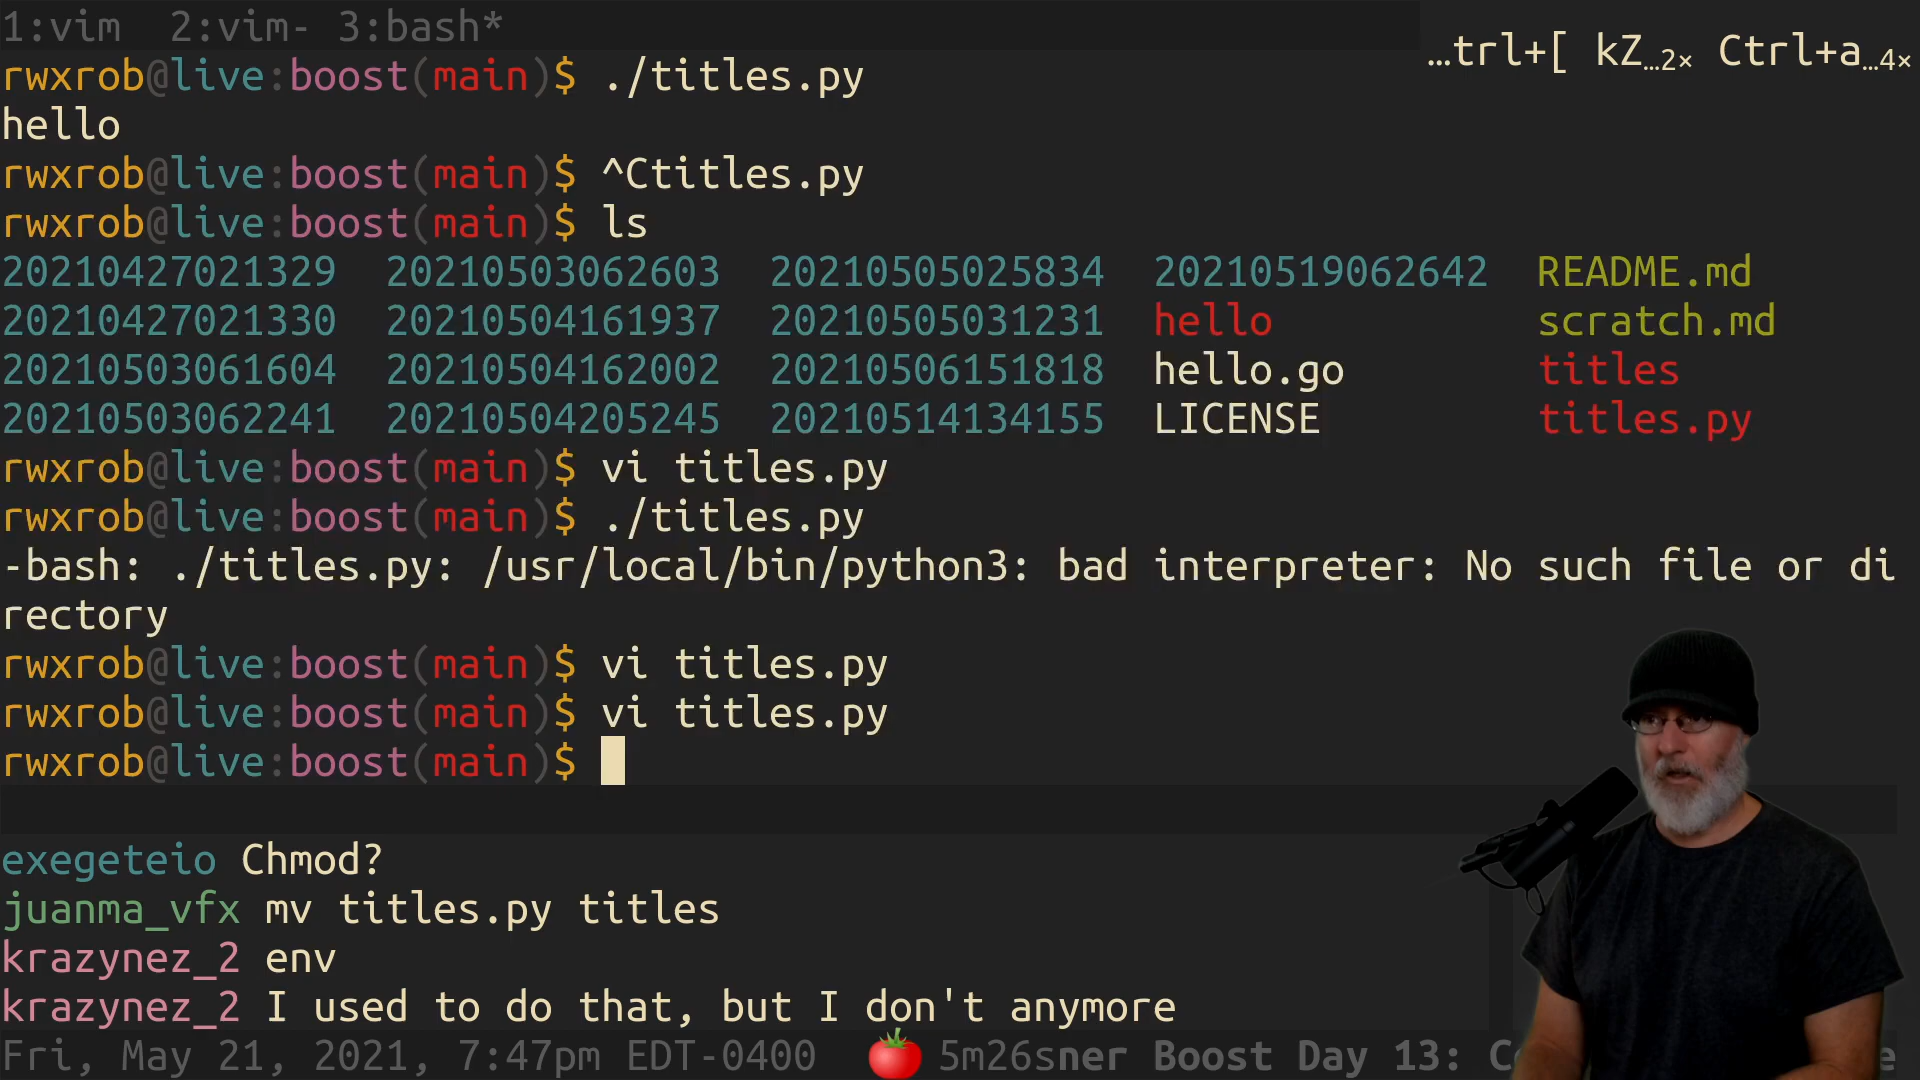 1:vim  2:vim- 3:bash*
…trl+[ kZ…2× Ctrl+a…4×
rwxrob@live:boost(main)$ ./titles.py
hello
rwxrob@live:boost(main)$ ^Ctitles.py
rwxrob@live:boost(main)$ ls
20210427021329  20210503062603  20210505025834  20210519062642  README.md
20210427021330  20210504161937  20210505031231  hello           scratch.md
20210503061604  20210504162002  20210506151818  hello.go        titles
20210503062241  20210504205245  20210514134155  LICENSE         titles.py
rwxrob@live:boost(main)$ vi titles.py
rwxrob@live:boost(main)$ ./titles.py
-bash: ./titles.py: /usr/local/bin/python3: bad interpreter: No such file or di
rectory
rwxrob@live:boost(main)$ vi titles.py
rwxrob@live:boost(main)$ vi titles.py
rwxrob@live:boost(main)$
exegeteio Chmod?
juanma_vfx mv titles.py titles
krazynez_2 env
krazynez_2 I used to do that, but I don't anymore
Fri, May 21, 2021, 7:47pm EDT-0400  🍅 5m26sner Boost Day 13: C